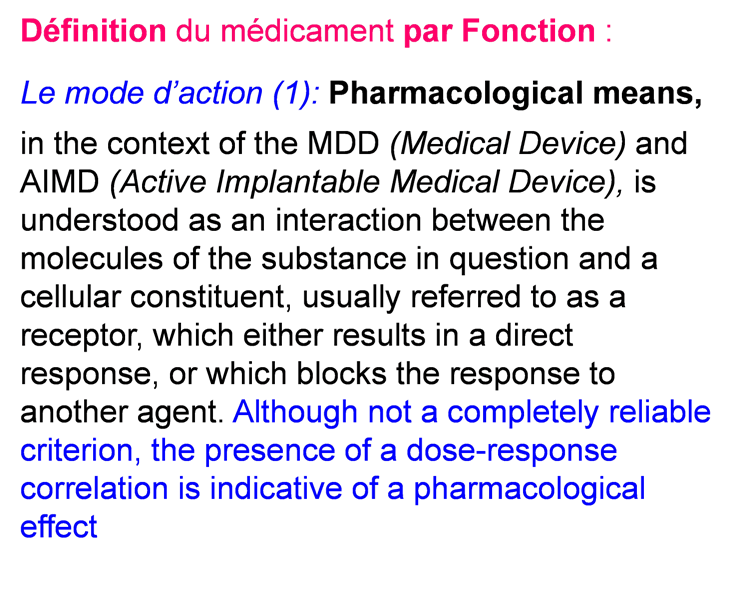 Définition du médicament par Fonction :
Le mode d'action (1): Pharmacological means,
in the context of the MDD (Medical Device) and
AIMD (Active Implantable Medical Device), is
understood as an interaction between the
molecules of the substance in question and a
cellular constituent, usually referred to as a
receptor, which either results in a direct
response, or which blocks the response to
another agent. Although not a completely reliable
criterion, the presence of a dose-response
correlation is indicative of a pharmacological
effect